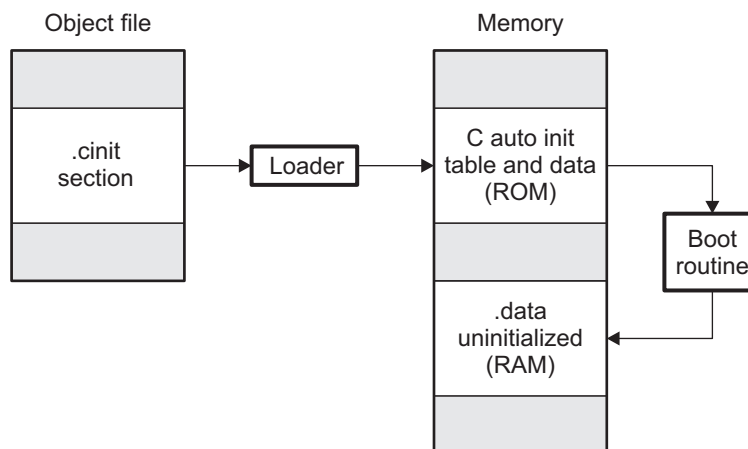 Object file
Memory
.cinit
section
Loader
C auto init
table and data
(ROM)
Boot
routine
.data
uninitialized
(RAM)